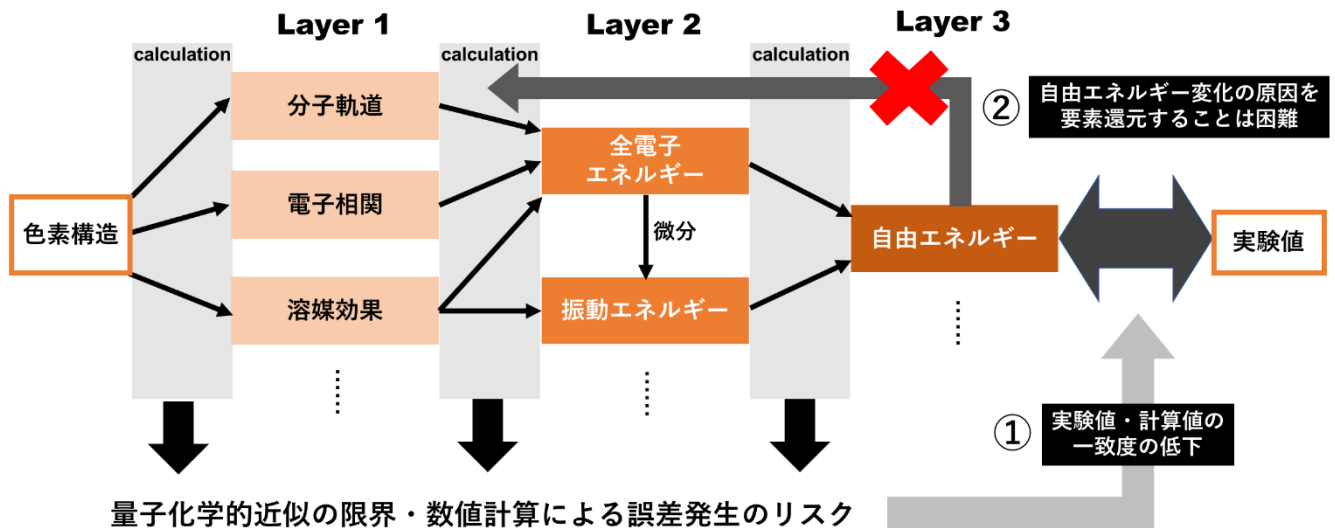 Layer 1
Layer 2
Layer 3
calculation
calculation
calculation
分子軌道
電子相関
溶媒効果
色素構造
全電子
エネルギー
微分
振動エネルギー
自由エネルギー
実験値
②
自由エネルギー変化の原因を
要素還元することは困難
①
実験値・計算値の
一致度の低下
量子化学的近似の限界・数値計算による誤差発生のリスク